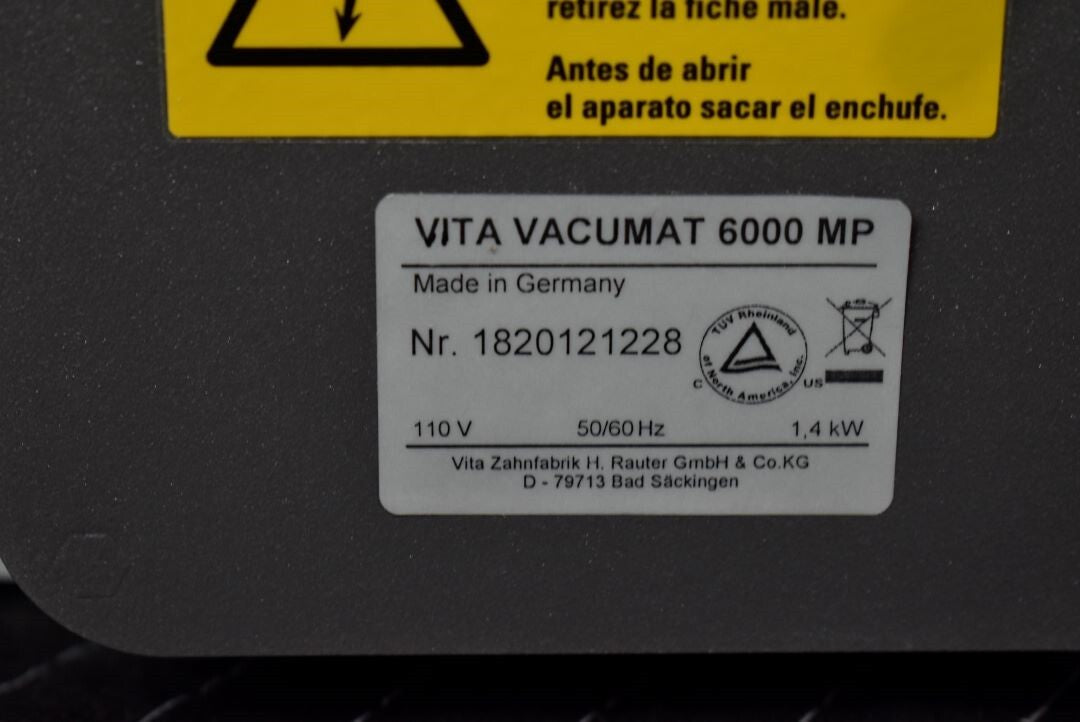 retirez la fiche mâle.
Antes de abrir
el aparato sacar el enchufe.
VITA VACUMAT 6000 MP
Made in Germany
Nr. 1820121228
TÜV Rheinland
of North America, Inc.
C US
110 V 50/60 Hz 1,4 kW
Vita Zahnfabrik H. Rauter GmbH & Co.KG
D - 79713 Bad Säckingen